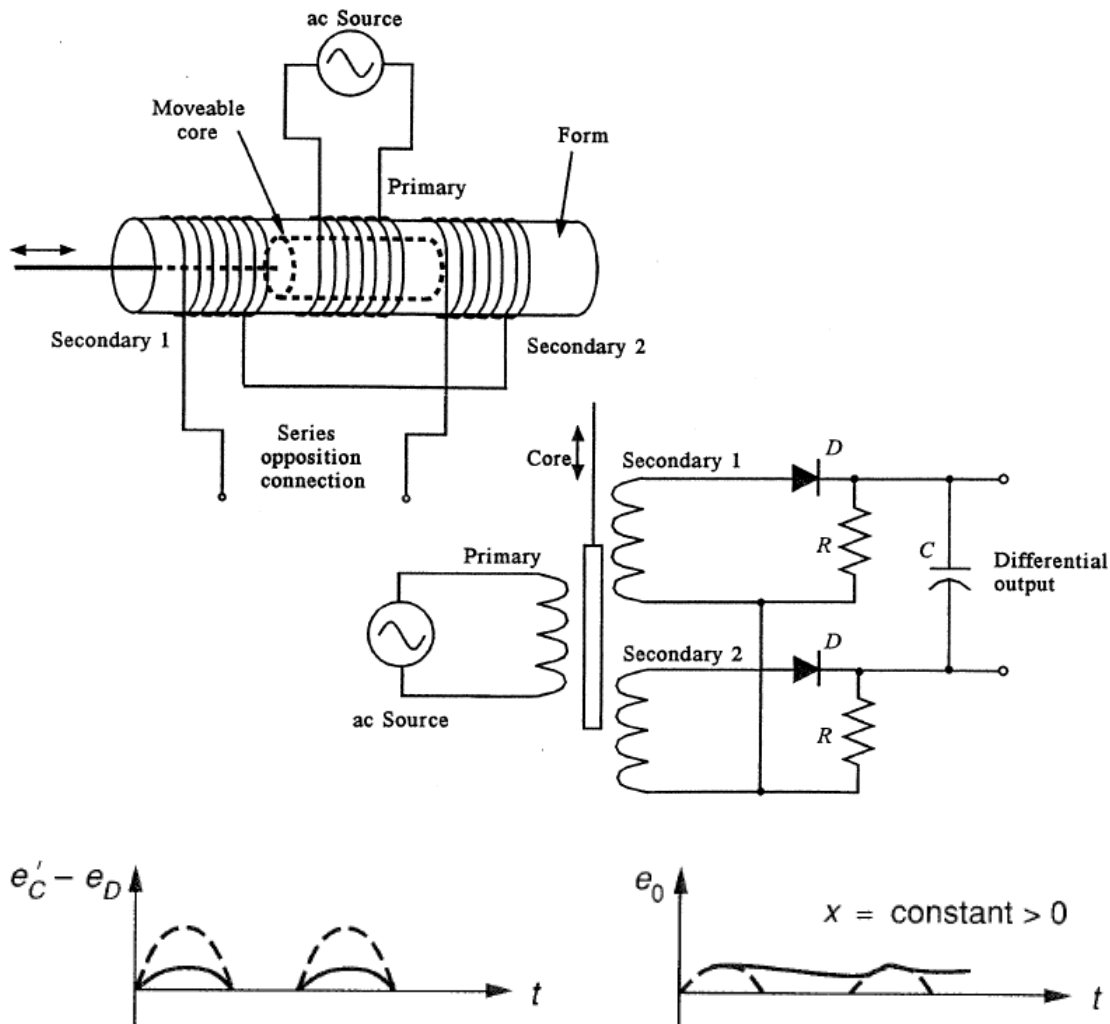 ac Source
Moveable
core
Form
Primary
Secondary 1
Secondary 2
Series
opposition
connection
Core
Secondary 1
D
R
C
Differential
output
Primary
Secondary 2
D
R
ac Source
e'C − eD
t
e0
x = constant > 0
t